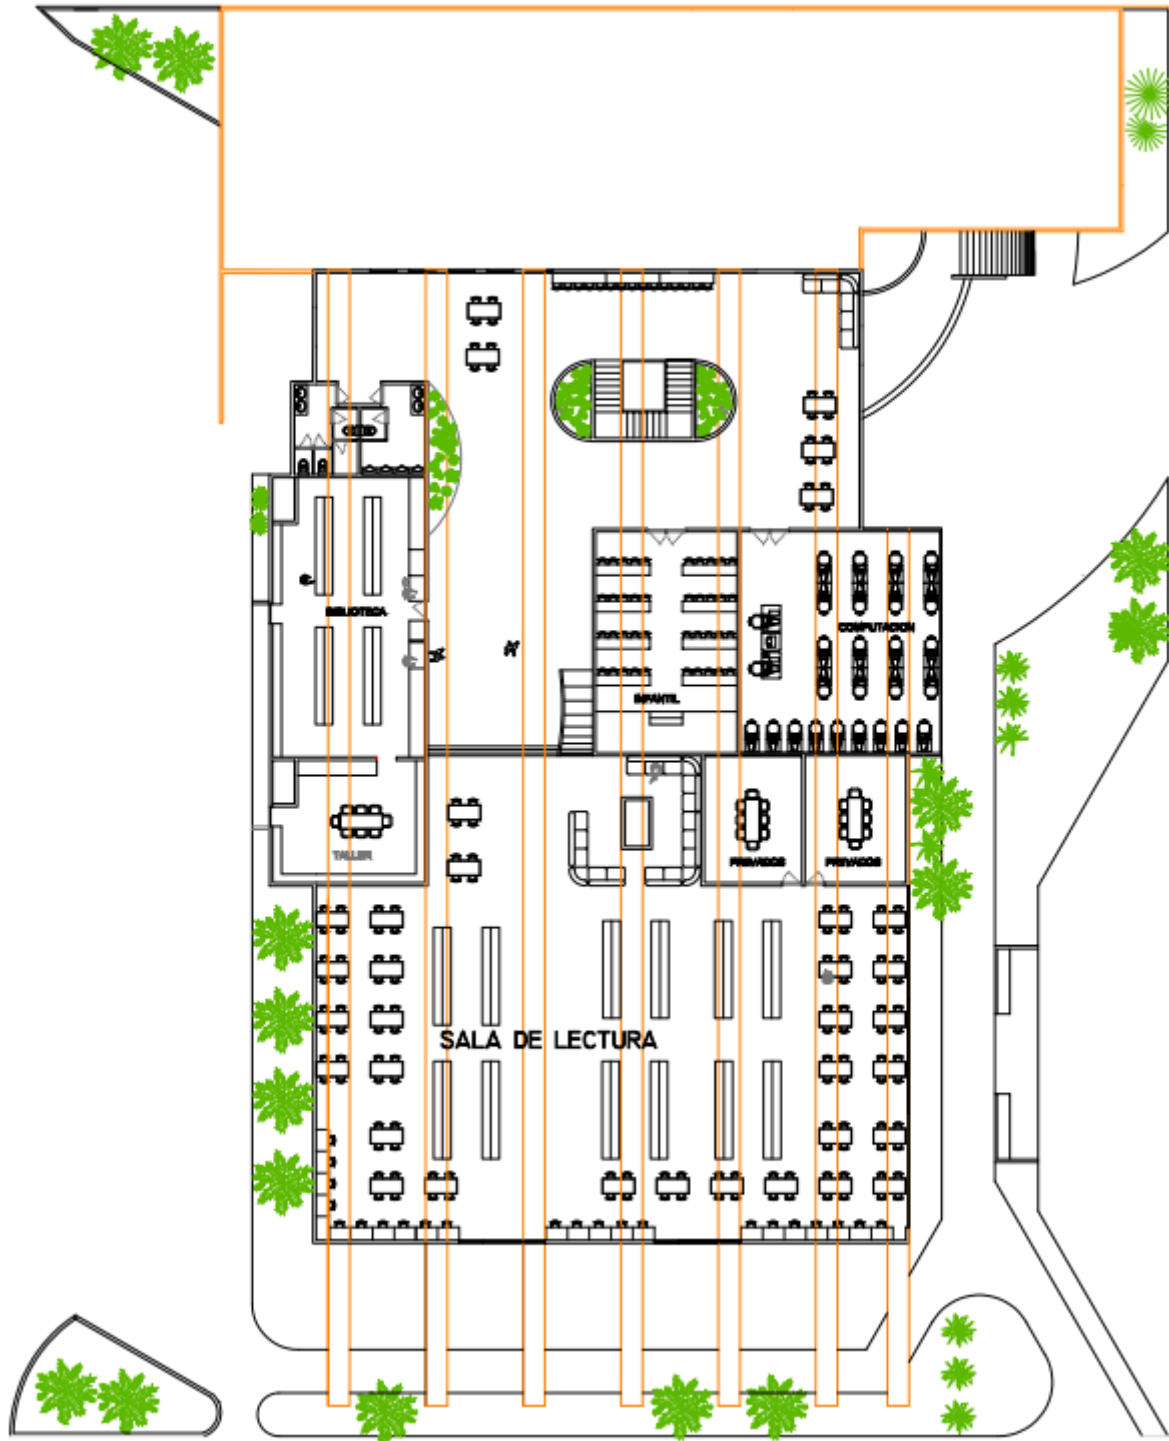 BIBLIOTECA
COMPUTACION
INFANTIL
TALLER
PRIVADOS
PRIVADOS
SALA DE LECTURA